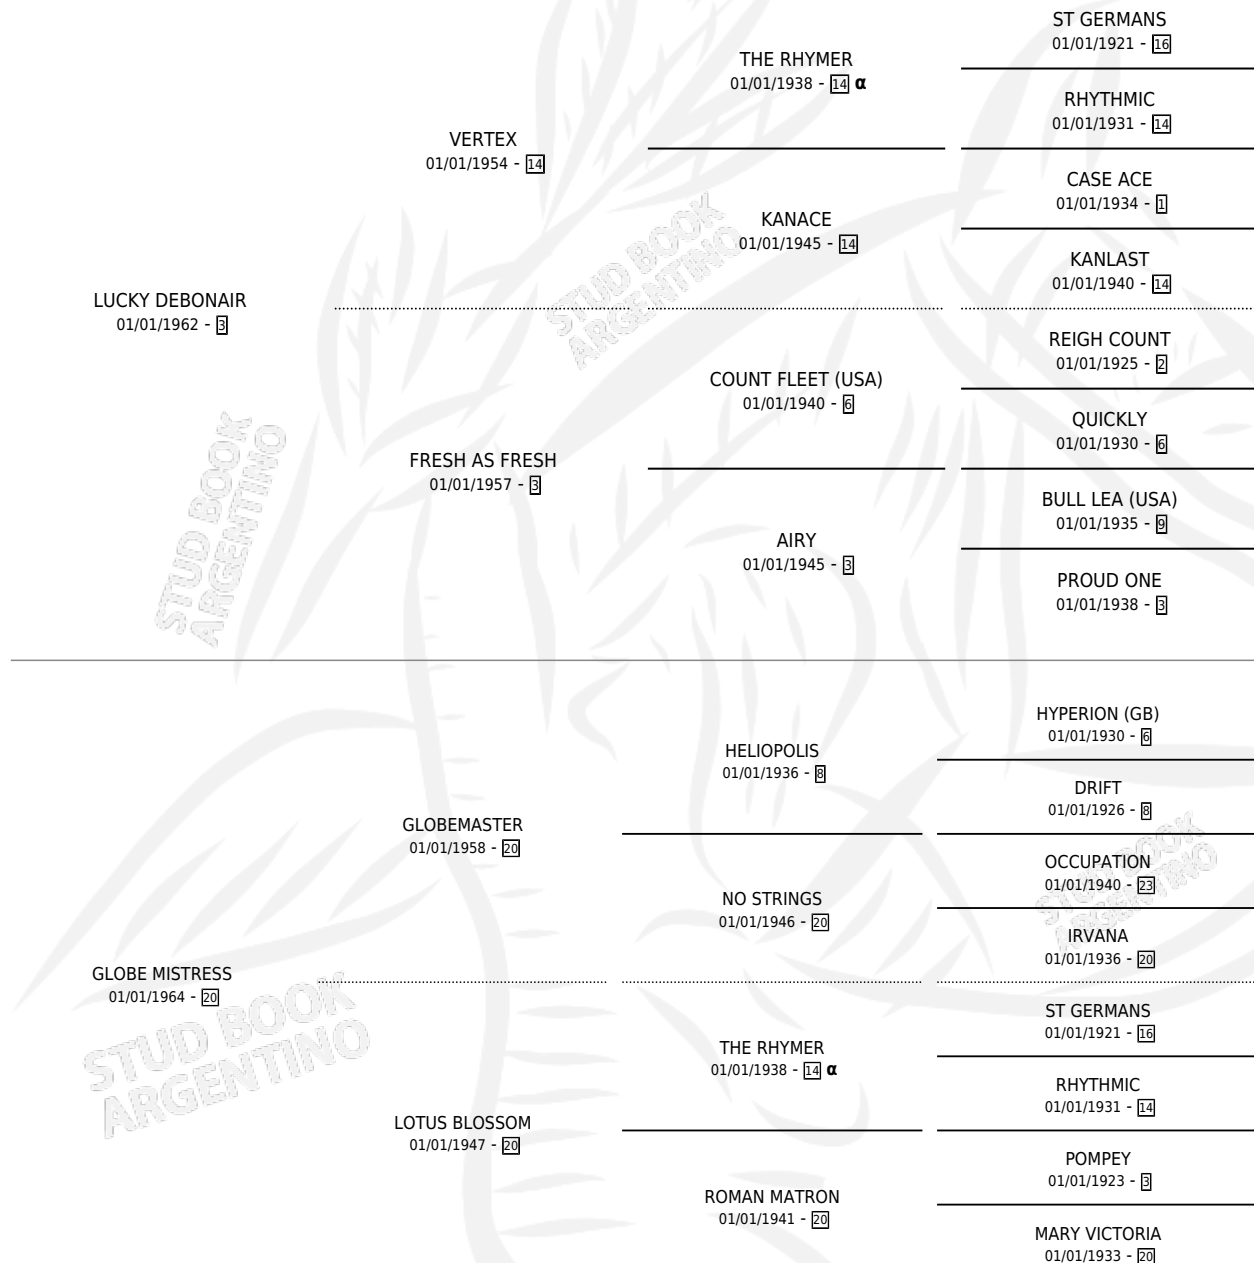 ST GERMANS
01/01/1921 - 16
THE RHYMER
01/01/1938 - 14 α
RHYTHMIC
01/01/1931 - 14
VERTEX
01/01/1954 - 14
CASE ACE
01/01/1934 - 1
KANACE
01/01/1945 - 14
KANLAST
01/01/1940 - 14
LUCKY DEBONAIR
01/01/1962 - 3
REIGH COUNT
01/01/1925 - 2
COUNT FLEET (USA)
01/01/1940 - 6
QUICKLY
01/01/1930 - 6
FRESH AS FRESH
01/01/1957 - 3
BULL LEA (USA)
01/01/1935 - 9
AIRY
01/01/1945 - 3
PROUD ONE
01/01/1938 - 3
STUD BOOK
ARGENTINO
STUD BOOK
ARGENTINO
HYPERION (GB)
01/01/1930 - 6
HELIOPOLIS
01/01/1936 - 8
DRIFT
01/01/1926 - 8
GLOBEMASTER
01/01/1958 - 20
OCCUPATION
01/01/1940 - 23
NO STRINGS
01/01/1946 - 20
IRVANA
01/01/1936 - 20
GLOBE MISTRESS
01/01/1964 - 20
ST GERMANS
01/01/1921 - 16
THE RHYMER
01/01/1938 - 14 α
RHYTHMIC
01/01/1931 - 14
LOTUS BLOSSOM
01/01/1947 - 20
POMPEY
01/01/1923 - 3
ROMAN MATRON
01/01/1941 - 20
MARY VICTORIA
01/01/1933 - 20
STUD BOOK
ARGENTINO
STUD BOOK
ARGENTINO